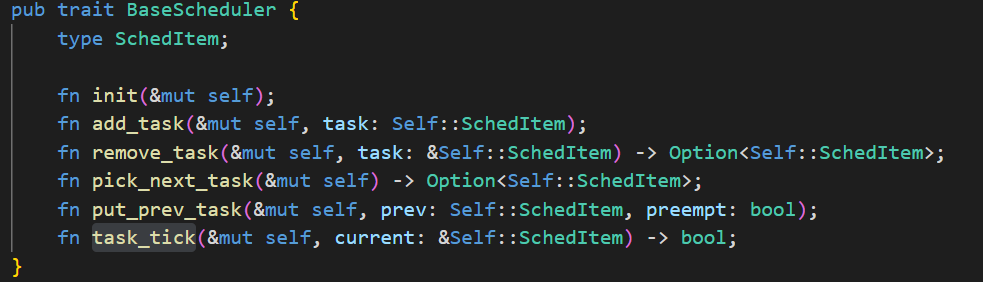 pub trait BaseScheduler {
    type SchedItem;

    fn init(&mut self);
    fn add_task(&mut self, task: Self::SchedItem);
    fn remove_task(&mut self, task: &Self::SchedItem) -> Option<Self::SchedItem>;
    fn pick_next_task(&mut self) -> Option<Self::SchedItem>;
    fn put_prev_task(&mut self, prev: Self::SchedItem, preempt: bool);
    fn task_tick(&mut self, current: &Self::SchedItem) -> bool;
}